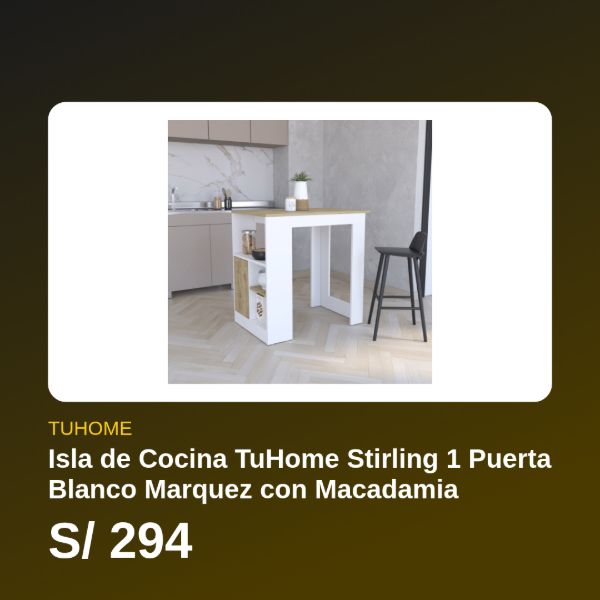 TUHOME
Isla de Cocina TuHome Stirling 1 Puerta
Blanco Marquez con Macadamia
S/ 294